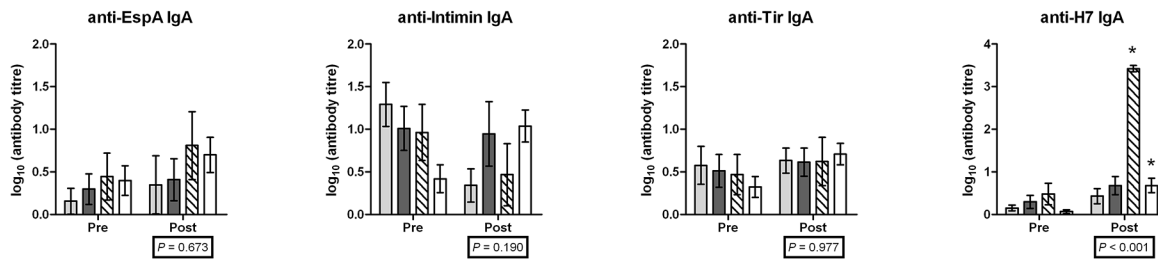 anti-EspA IgA
log10 (antibody titre)
2.0
1.5
1.0
0.5
0.0
Pre
Post
P = 0.673
anti-Intimin IgA
log10 (antibody titre)
2.0
1.5
1.0
0.5
0.0
Pre
Post
P = 0.190
anti-Tir IgA
log10 (antibody titre)
2.0
1.5
1.0
0.5
0.0
Pre
Post
P = 0.977
anti-H7 IgA
log10 (antibody titre)
4
3
2
1
0
*
*
Pre
Post
P < 0.001